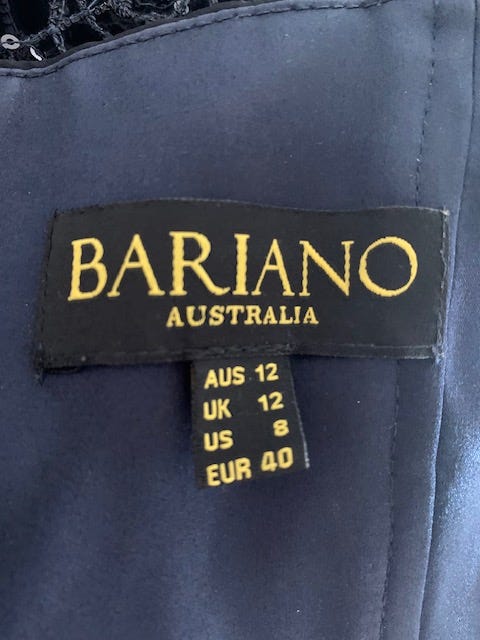 BARIANO
AUSTRALIA
AUS 12
UK 12
US 8
EUR 40